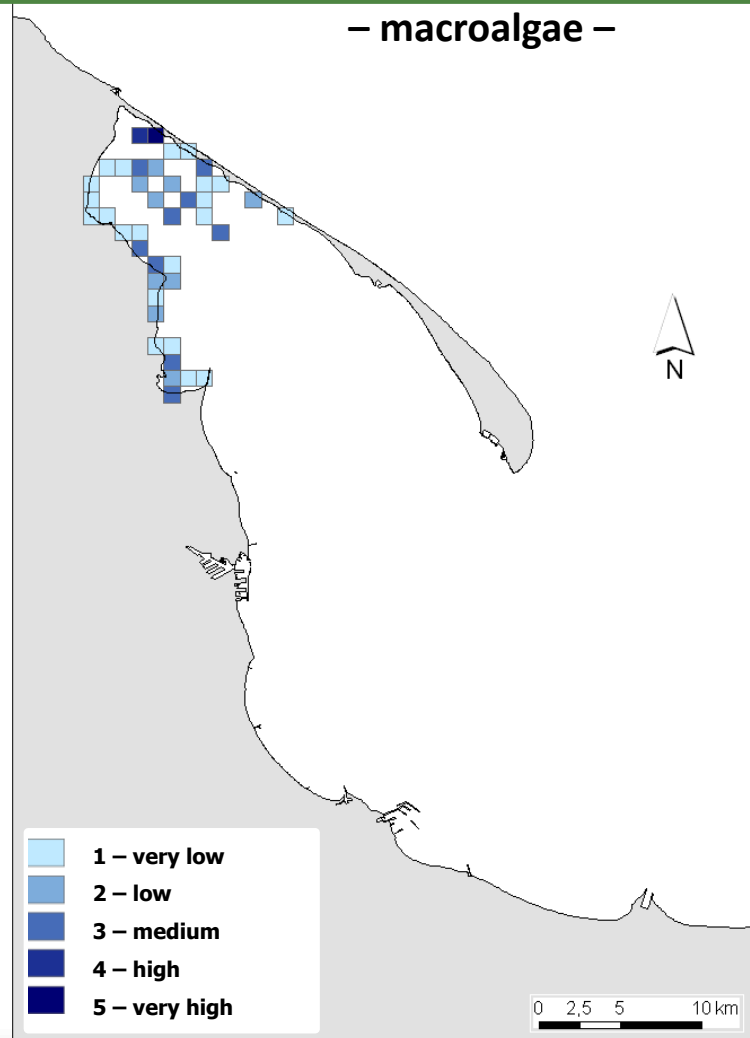 – macroalgae –
N
1 – very low
2 – low
3 – medium
4 – high
5 – very high
0 2,5 5 10 km